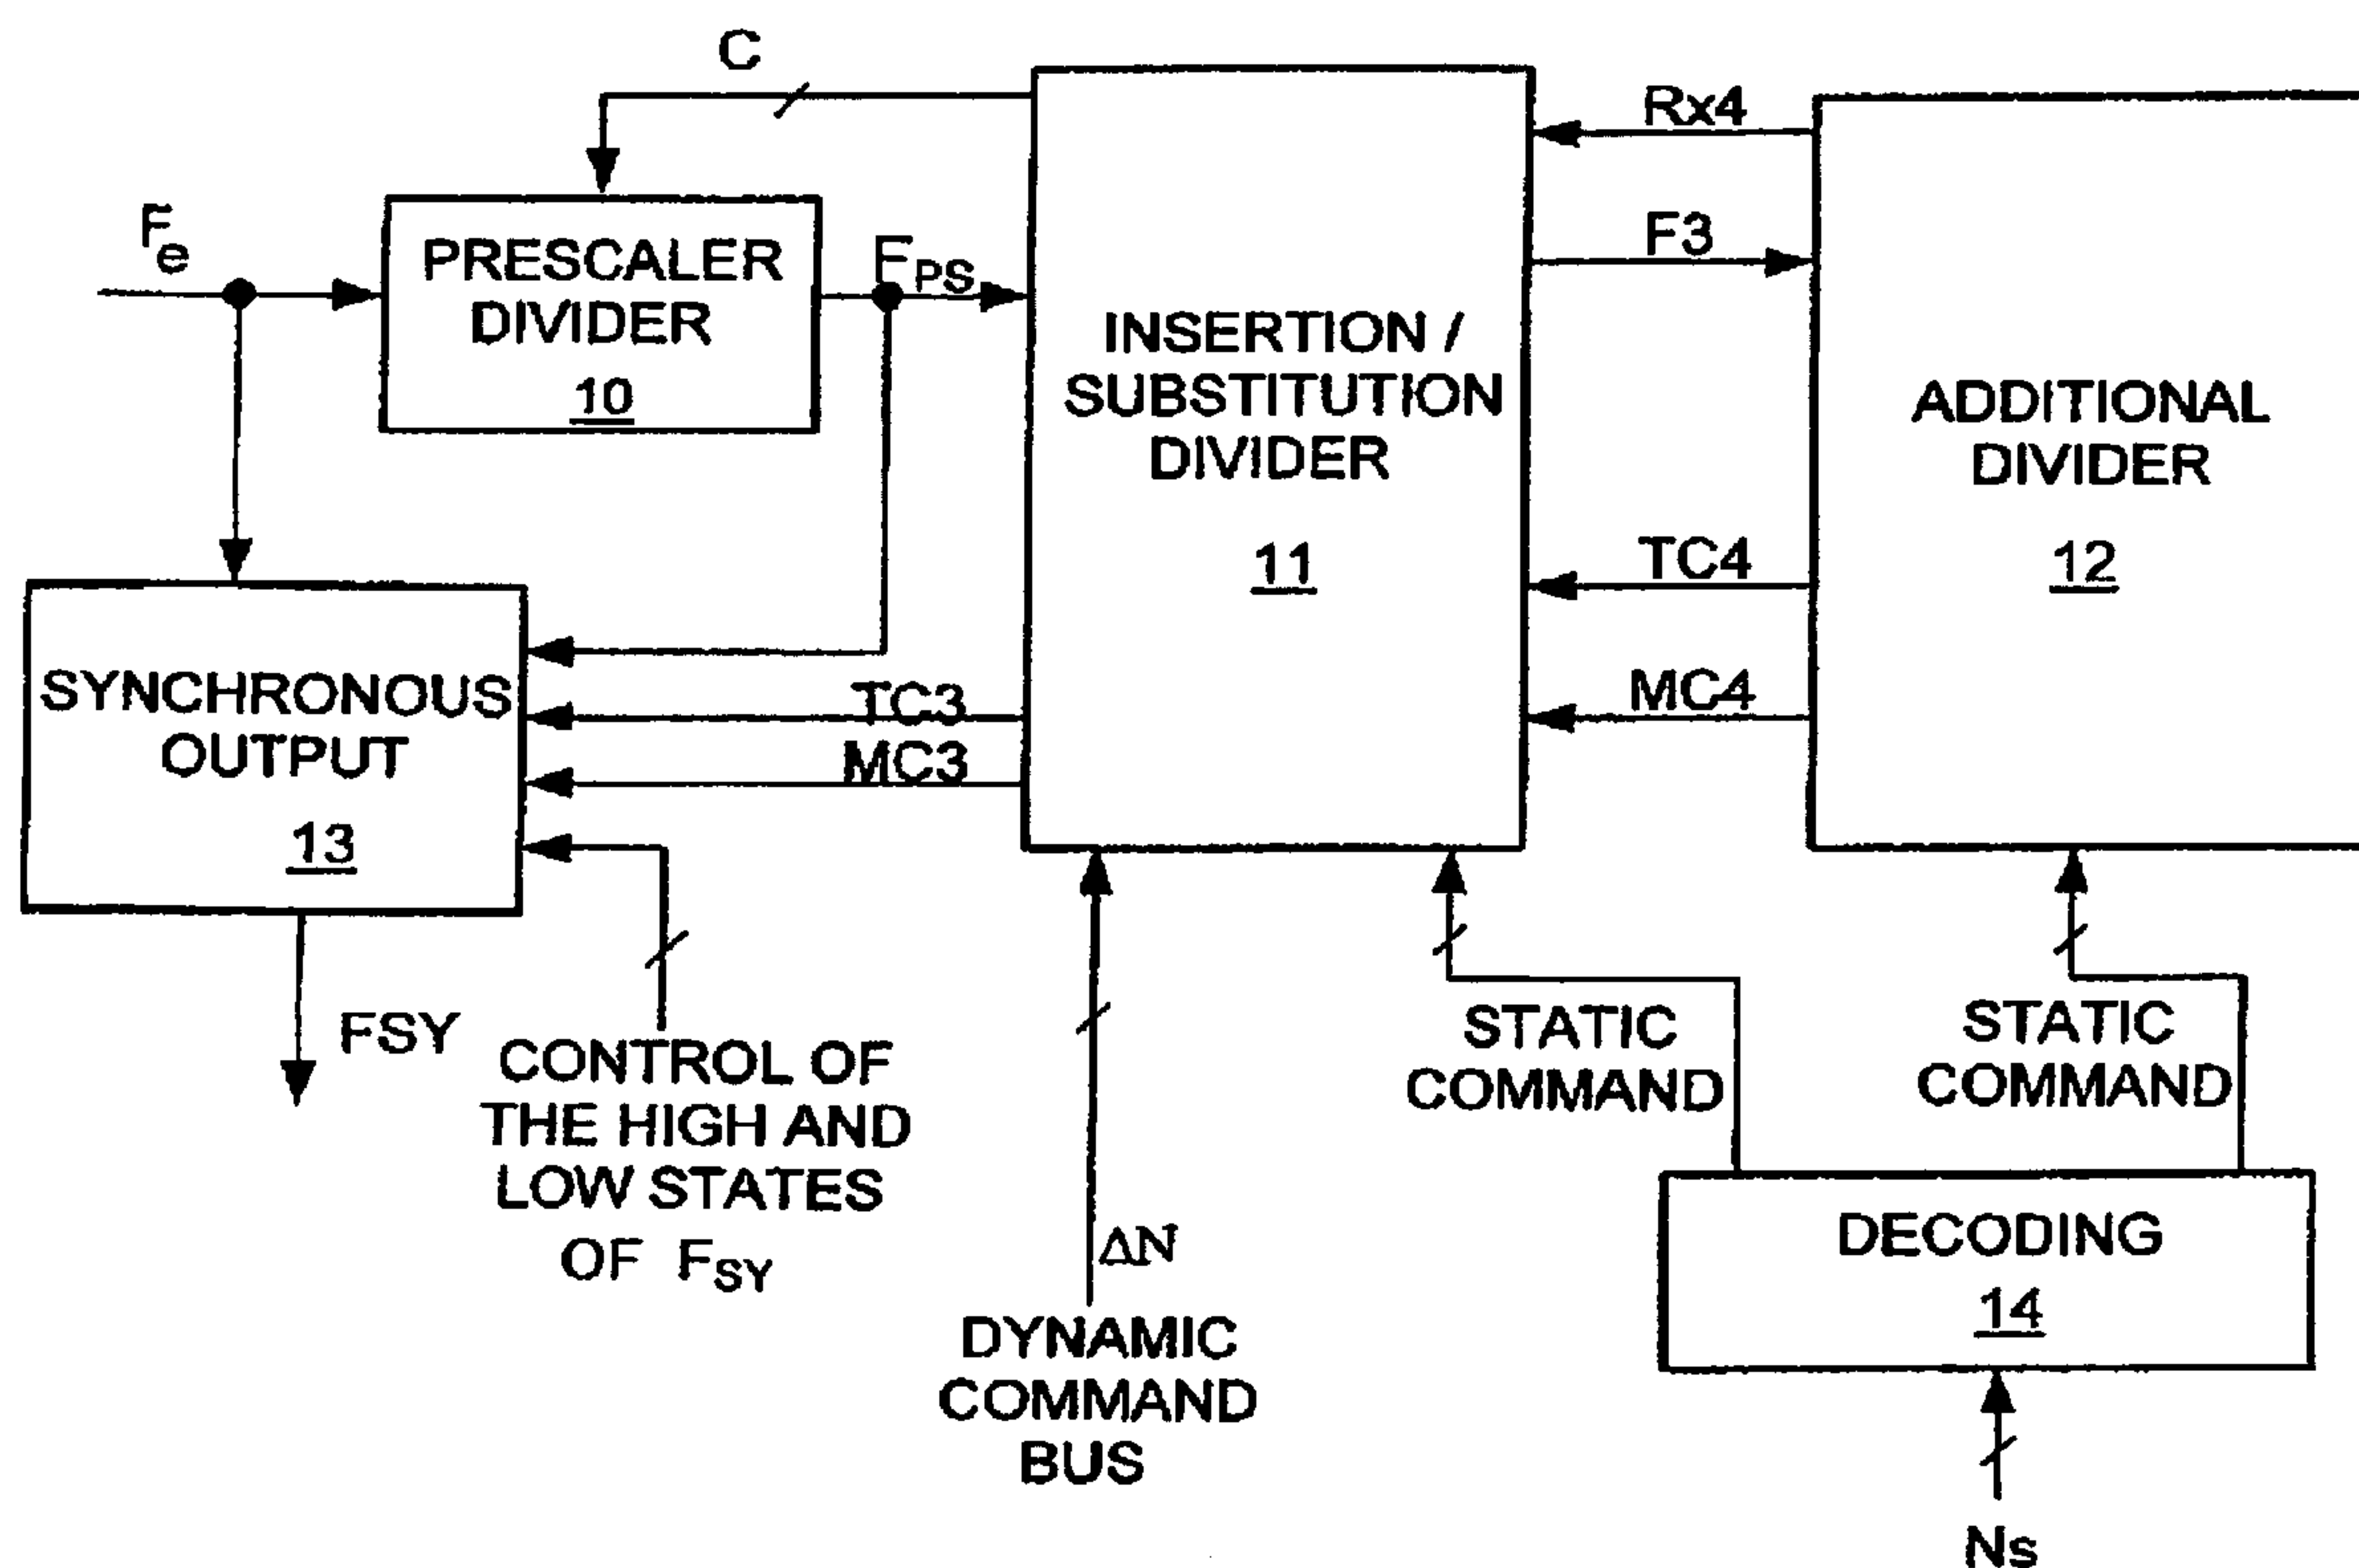 C
Fe
PRESCALER
DIVIDER
10
FPS
INSERTION /
SUBSTITUTION
DIVIDER
11
Rx4
F3
TC4
MC4
ADDITIONAL
DIVIDER
12
SYNCHRONOUS
OUTPUT
13
TC3
MC3
FSY
CONTROL OF
THE HIGH AND
LOW STATES
OF FSY
ΔN
DYNAMIC
COMMAND
BUS
STATIC
COMMAND
STATIC
COMMAND
DECODING
14
Ns